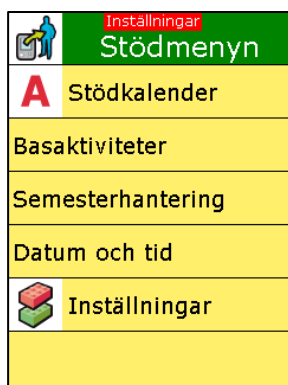 Inställningar
Stödmenyn
A Stödkalender
Basaktiviteter
Semesterhantering
Datum och tid
Inställningar